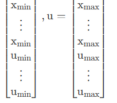 [ x_min
⋮
x_min
u_min
⋮
u_min ] , u = [ x_max
⋮
x_max
u_max
⋮
u_max ]